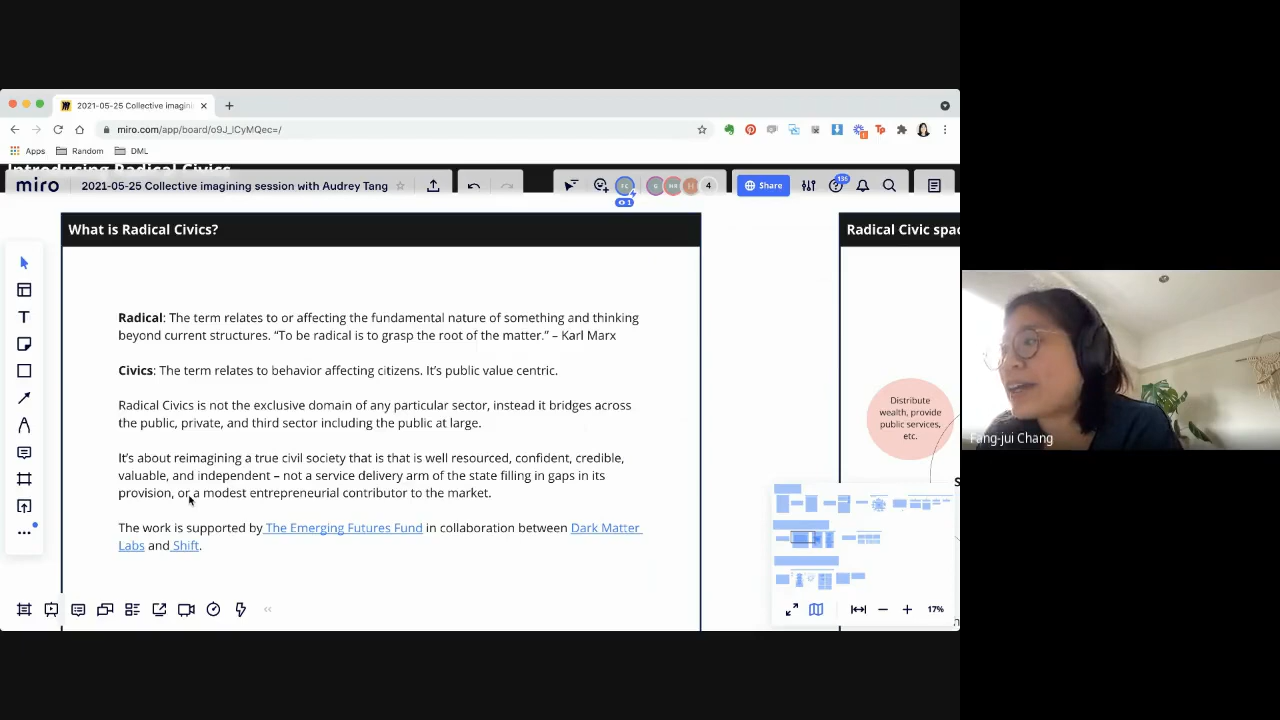 2021-05-25 Collective imagini
miro.com/app/board/o9J_lCyMQec=/
Apps
Random
DML
Introducing Radical Civics
miro
2021-05-25 Collective imagining session with Audrey Tang
FC
G
HR
H
4
Share
136
1
What is Radical Civics?
Radical Civic spac
Radical: The term relates to or affecting the fundamental nature of something and thinking
beyond current structures. “To be radical is to grasp the root of the matter.” – Karl Marx
Civics: The term relates to behavior affecting citizens. It’s public value centric.
Radical Civics is not the exclusive domain of any particular sector, instead it bridges across
the public, private, and third sector including the public at large.
It’s about reimagining a true civil society that is that is well resourced, confident, credible,
valuable, and independent – not a service delivery arm of the state filling in gaps in its
provision, or a modest entrepreneurial contributor to the market.
The work is supported by The Emerging Futures Fund in collaboration between Dark Matter
Labs and Shift.
Distribute
wealth, provide
public services,
etc.
17%
Fang-jui Chang